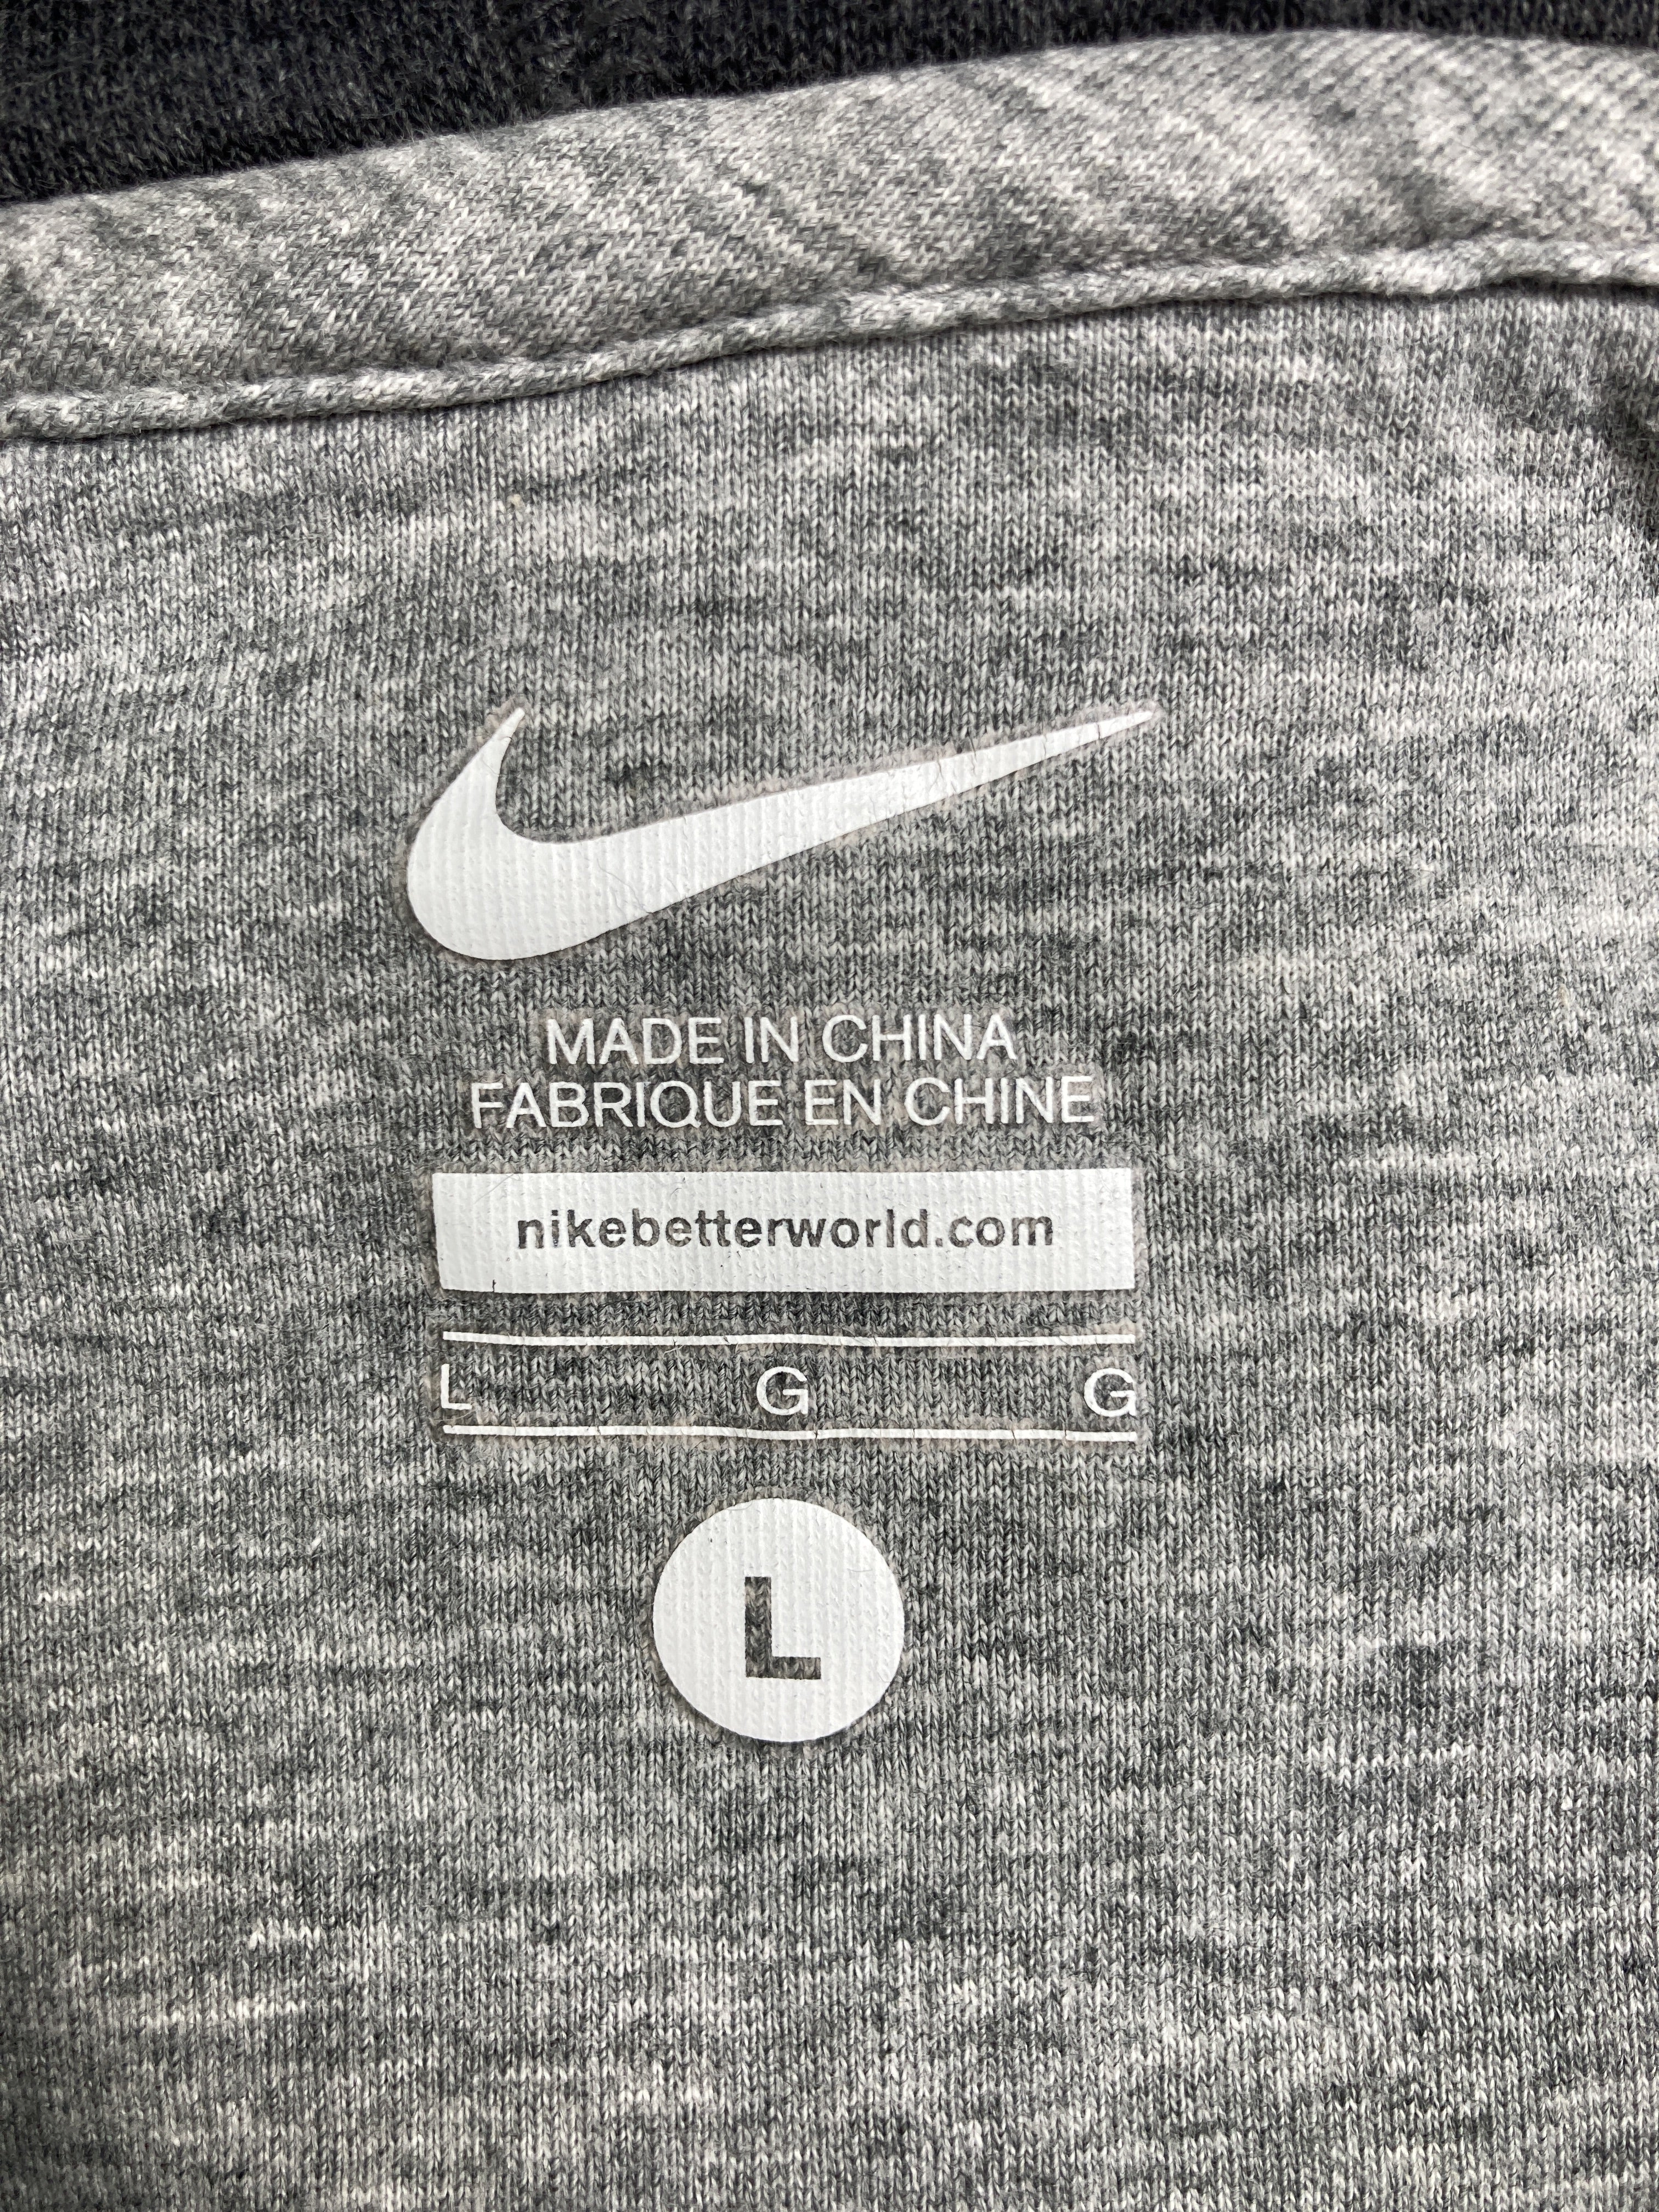 MADE IN CHINA
FABRIQUE EN CHINE
nikebetterworld.com
L G G
L